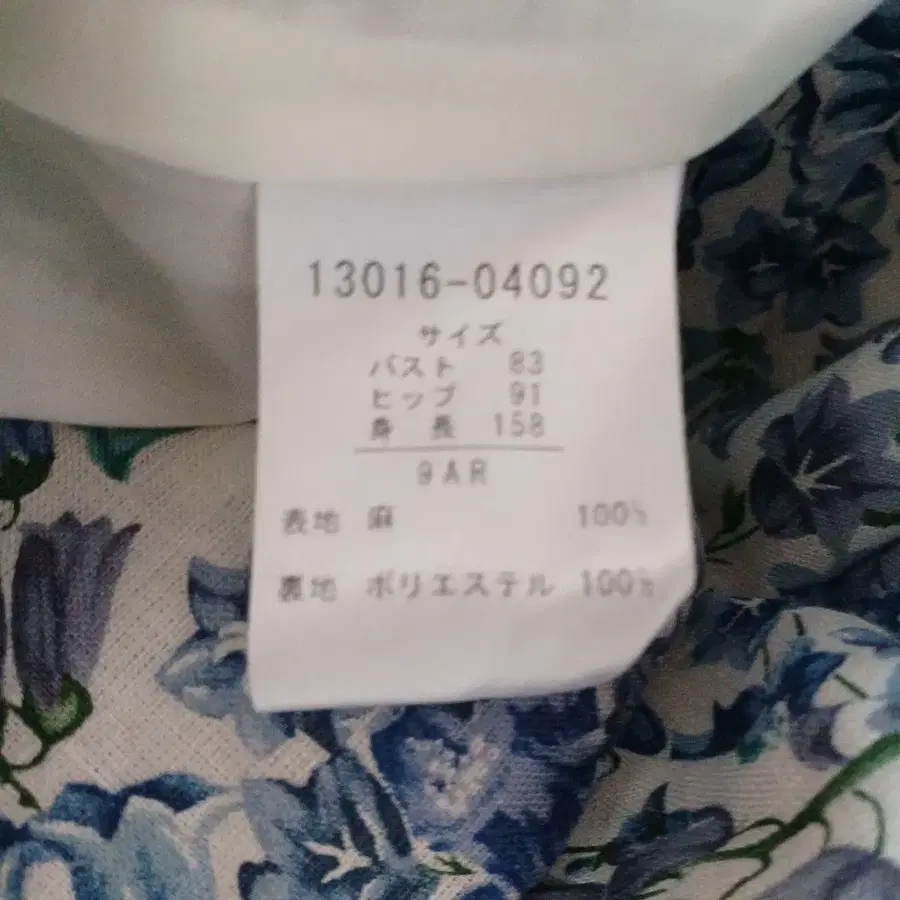 13016-04092
サイズ
バスト 83
ヒップ 91
身長 158
9AR
表地 麻 100%
裏地 ポリエステル 100%